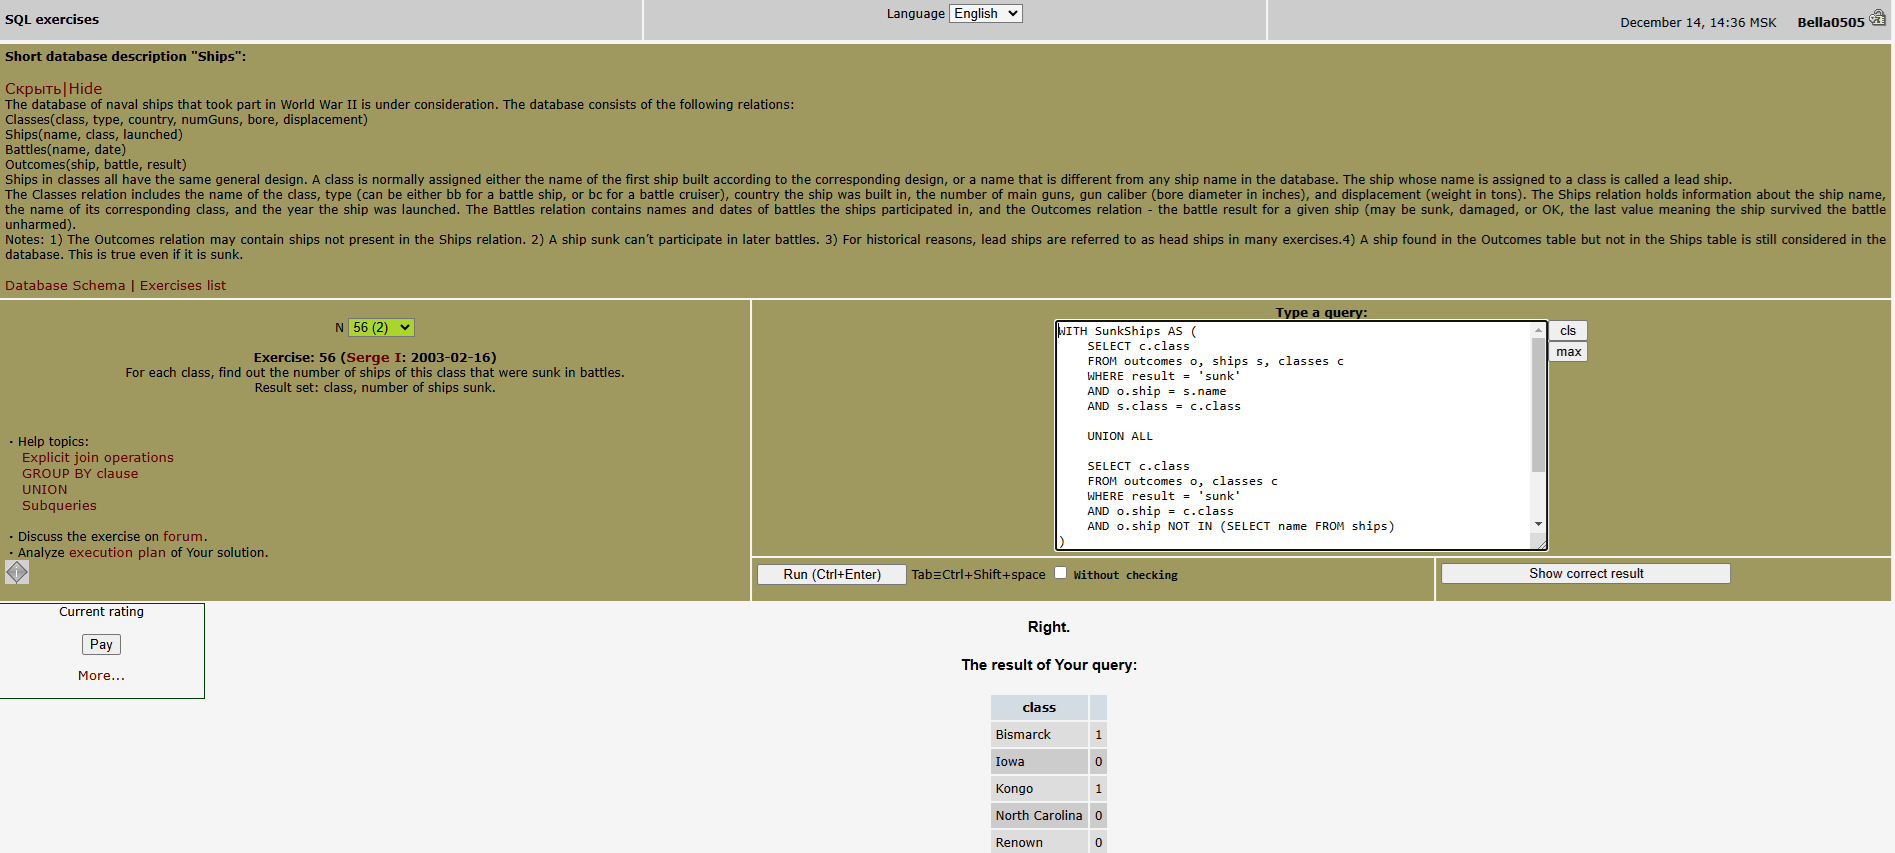 SQL exercises
Language English
December 14, 14:36 MSK Bella0505
Short database description "Ships":
Скрыть|Hide
The database of naval ships that took part in World War II is under consideration. The database consists of the following relations:
Classes(class, type, country, numGuns, bore, displacement)
Ships(name, class, launched)
Battles(name, date)
Outcomes(ship, battle, result)
Ships in classes all have the same general design. A class is normally assigned either the name of the first ship built according to the corresponding design, or a name that is different from any ship name in the database. The ship whose name is assigned to a class is called a lead ship.
The Classes relation includes the name of the class, type (can be either bb for a battle ship, or bc for a battle cruiser), country the ship was built in, the number of main guns, gun caliber (bore diameter in inches), and displacement (weight in tons). The Ships relation holds information about the ship name,
the name of its corresponding class, and the year the ship was launched. The Battles relation contains names and dates of battles the ships participated in, and the Outcomes relation - the battle result for a given ship (may be sunk, damaged, or OK, the last value meaning the ship survived the battle
unharmed).
Notes: 1) The Outcomes relation may contain ships not present in the Ships relation. 2) A ship sunk can't participate in later battles. 3) For historical reasons, lead ships are referred to as head ships in many exercises.4) A ship found in the Outcomes table but not in the Ships table is still considered in the
database. This is true even if it is sunk.
Database Schema | Exercises list
N 56 (2)
Exercise: 56 (Serge I: 2003-02-16)
For each class, find out the number of ships of this class that were sunk in battles.
Result set: class, number of ships sunk.
· Help topics:
Explicit join operations
GROUP BY clause
UNION
Subqueries
· Discuss the exercise on forum.
· Analyze execution plan of Your solution.
Type a query:
WITH SunkShips AS (
SELECT c.class
FROM outcomes o, ships s, classes c
WHERE result = 'sunk'
AND o.ship = s.name
AND s.class = c.class
UNION ALL
SELECT c.class
FROM outcomes o, classes c
WHERE result = 'sunk'
AND o.ship = c.class
AND o.ship NOT IN (SELECT name FROM ships)
)
cls
max
Run (Ctrl+Enter) Tab≡Ctrl+Shift+space Without checking
Show correct result
Current rating
Pay
More...
Right.
The result of Your query:
class
Bismarck 1
Iowa 0
Kongo 1
North Carolina 0
Renown 0